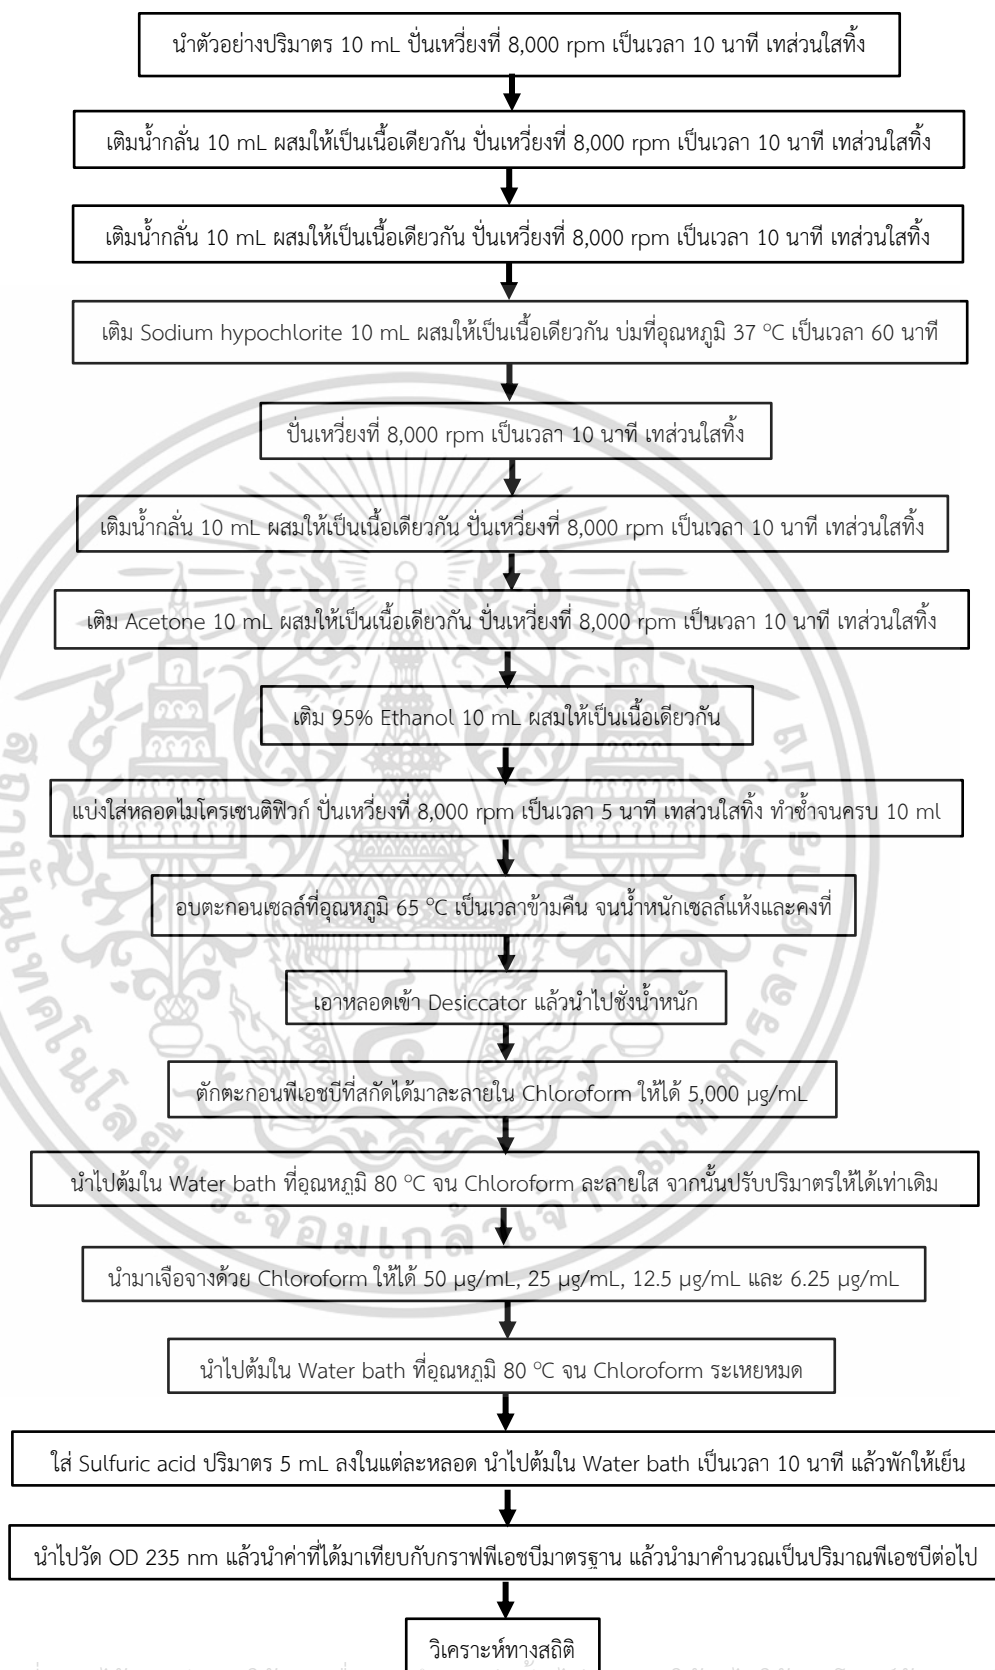 นำตัวอย่างปริมาตร 10 mL ปั่นเหวี่ยงที่ 8,000 rpm เป็นเวลา 10 นาที เทส่วนใสทิ้ง
เติมน้ำกลั่น 10 mL ผสมให้เป็นเนื้อเดียวกัน ปั่นเหวี่ยงที่ 8,000 rpm เป็นเวลา 10 นาที เทส่วนใสทิ้ง
เติมน้ำกลั่น 10 mL ผสมให้เป็นเนื้อเดียวกัน ปั่นเหวี่ยงที่ 8,000 rpm เป็นเวลา 10 นาที เทส่วนใสทิ้ง
เติม Sodium hypochlorite 10 mL ผสมให้เป็นเนื้อเดียวกัน บ่มที่อุณหภูมิ 37 °C เป็นเวลา 60 นาที
ปั่นเหวี่ยงที่ 8,000 rpm เป็นเวลา 10 นาที เทส่วนใสทิ้ง
เติมน้ำกลั่น 10 mL ผสมให้เป็นเนื้อเดียวกัน ปั่นเหวี่ยงที่ 8,000 rpm เป็นเวลา 10 นาที เทส่วนใสทิ้ง
เติม Acetone 10 mL ผสมให้เป็นเนื้อเดียวกัน ปั่นเหวี่ยงที่ 8,000 rpm เป็นเวลา 10 นาที เทส่วนใสทิ้ง
เติม 95% Ethanol 10 mL ผสมให้เป็นเนื้อเดียวกัน
แบ่งใส่หลอดไมโครเซนติฟิวก์ ปั่นเหวี่ยงที่ 8,000 rpm เป็นเวลา 5 นาที เทส่วนใสทิ้ง ทำซ้ำจนครบ 10 ml
อบตะกอนเซลล์ที่อุณหภูมิ 65 °C เป็นเวลาข้ามคืน จนน้ำหนักเซลล์แห้งและคงที่
เอาหลอดเข้า Desiccator แล้วนำไปชั่งน้ำหนัก
ตักตะกอนพีเอชบีที่สกัดได้มาละลายใน Chloroform ให้ได้ 5,000 µg/mL
นำไปต้มใน Water bath ที่อุณหภูมิ 80 °C จน Chloroform ละลายใส จากนั้นปรับปริมาตรให้ได้เท่าเดิม
นำมาเจือจางด้วย Chloroform ให้ได้ 50 µg/mL, 25 µg/mL, 12.5 µg/mL และ 6.25 µg/mL
นำไปต้มใน Water bath ที่อุณหภูมิ 80 °C จน Chloroform ระเหยหมด
ใส่ Sulfuric acid ปริมาตร 5 mL ลงในแต่ละหลอด นำไปต้มใน Water bath เป็นเวลา 10 นาที แล้วพักให้เย็น
นำไปวัด OD 235 nm แล้วนำค่าที่ได้มาเทียบกับกราฟพีเอชบีมาตรฐาน แล้วนำมาคำนวณเป็นปริมาณพีเอชบีต่อไป
วิเคราะห์ทางสถิติ
สถาบันเทคโนโลยีพระจอมเกล้าเจ้าคุณทหารลาดกระบัง